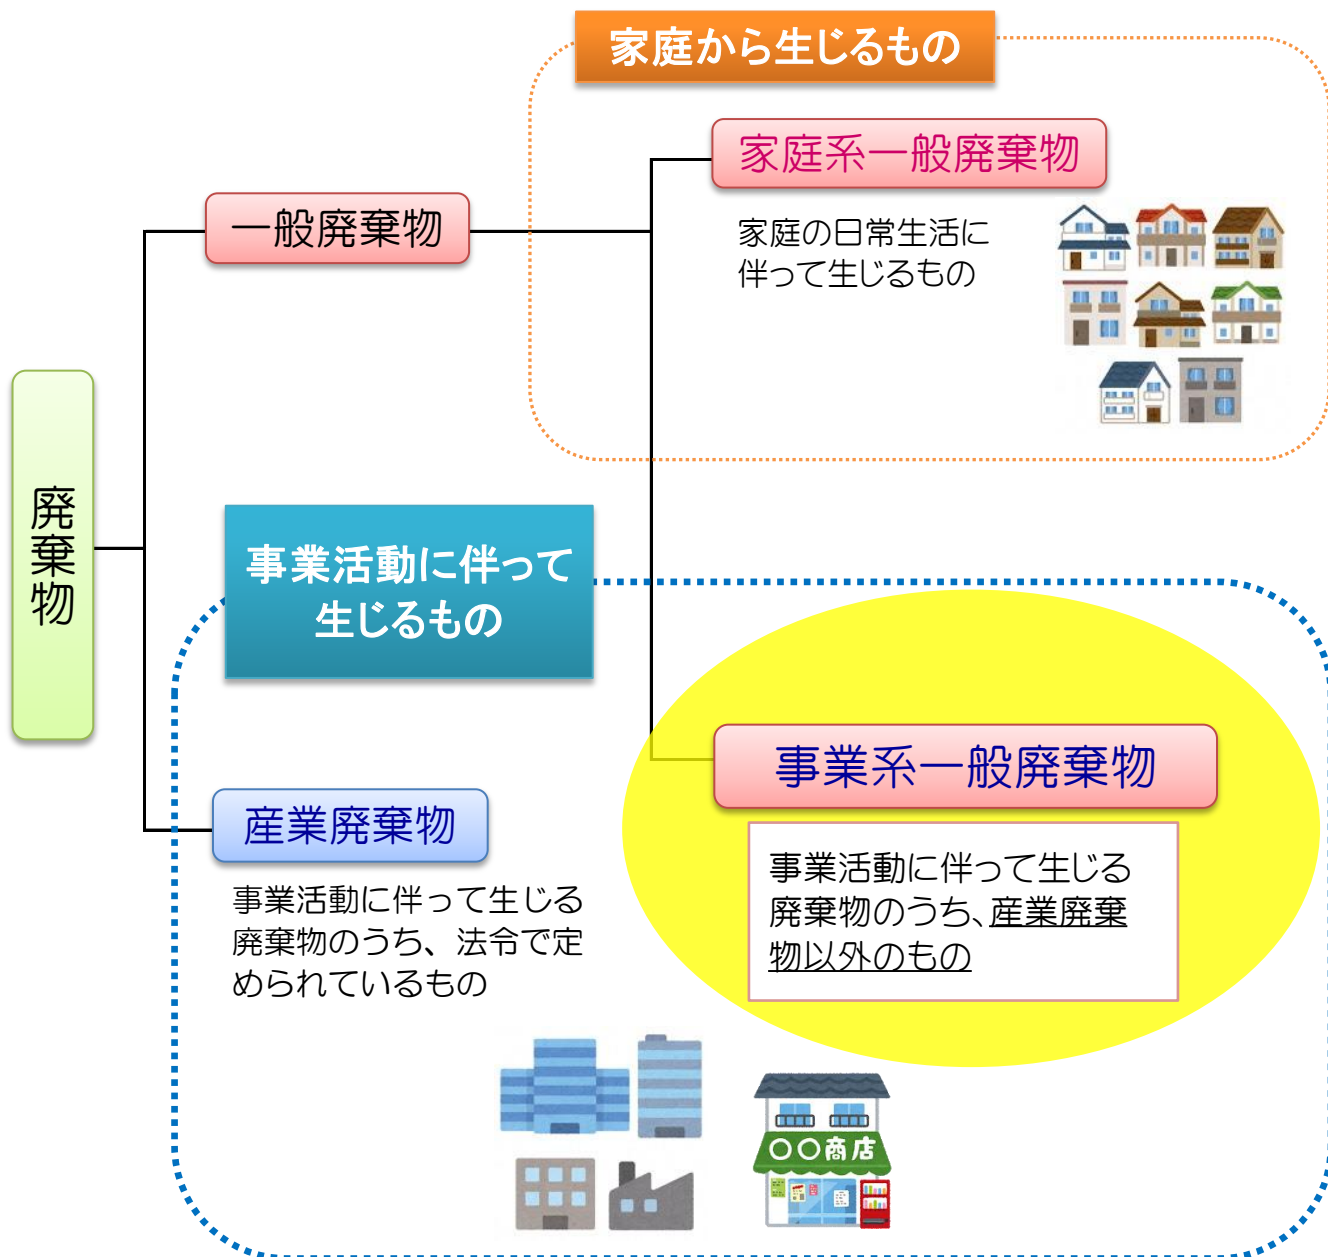 家庭から生じるもの
家庭系一般廃棄物
一般廃棄物
家庭の日常生活に
伴って生じるもの
廃棄物
事業活動に伴って
生じるもの
事業系一般廃棄物
産業廃棄物
事業活動に伴って生じる
廃棄物のうち、産業廃棄
物以外のもの
事業活動に伴って生じる
廃棄物のうち、法令で定
められているもの
〇〇商店